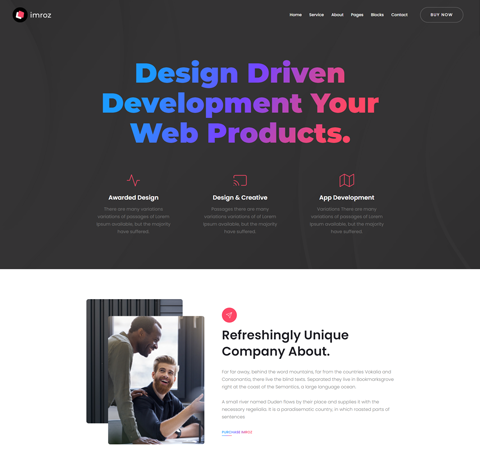 imroz
Home Service About Pages Blocks Contact BUY NOW
Design Driven
Development Your
Web Products.
Awarded Design
There are many variations
variations of passages of Lorem
Ipsum available, but the majority
have suffered.
Design & Creative
Passages there are many
variations variations of of Lorem
Ipsum available, but the majority
have suffered.
App Development
Variations There are many
variations of passages of Lorem
Ipsum available, but the majority
have suffered.
Refreshingly Unique
Company About.
Far far away, behind the word mountains, far from the countries Vokalia and
Consonantia, there live the blind texts. Separated they live in Bookmarksgrove
right at the coast of the Semantics, a large language ocean.
A small river named Duden flows by their place and supplies it with the
necessary regelialia. It is a paradisematic country, in which roasted parts of
sentences.
PURCHASE IMROZ